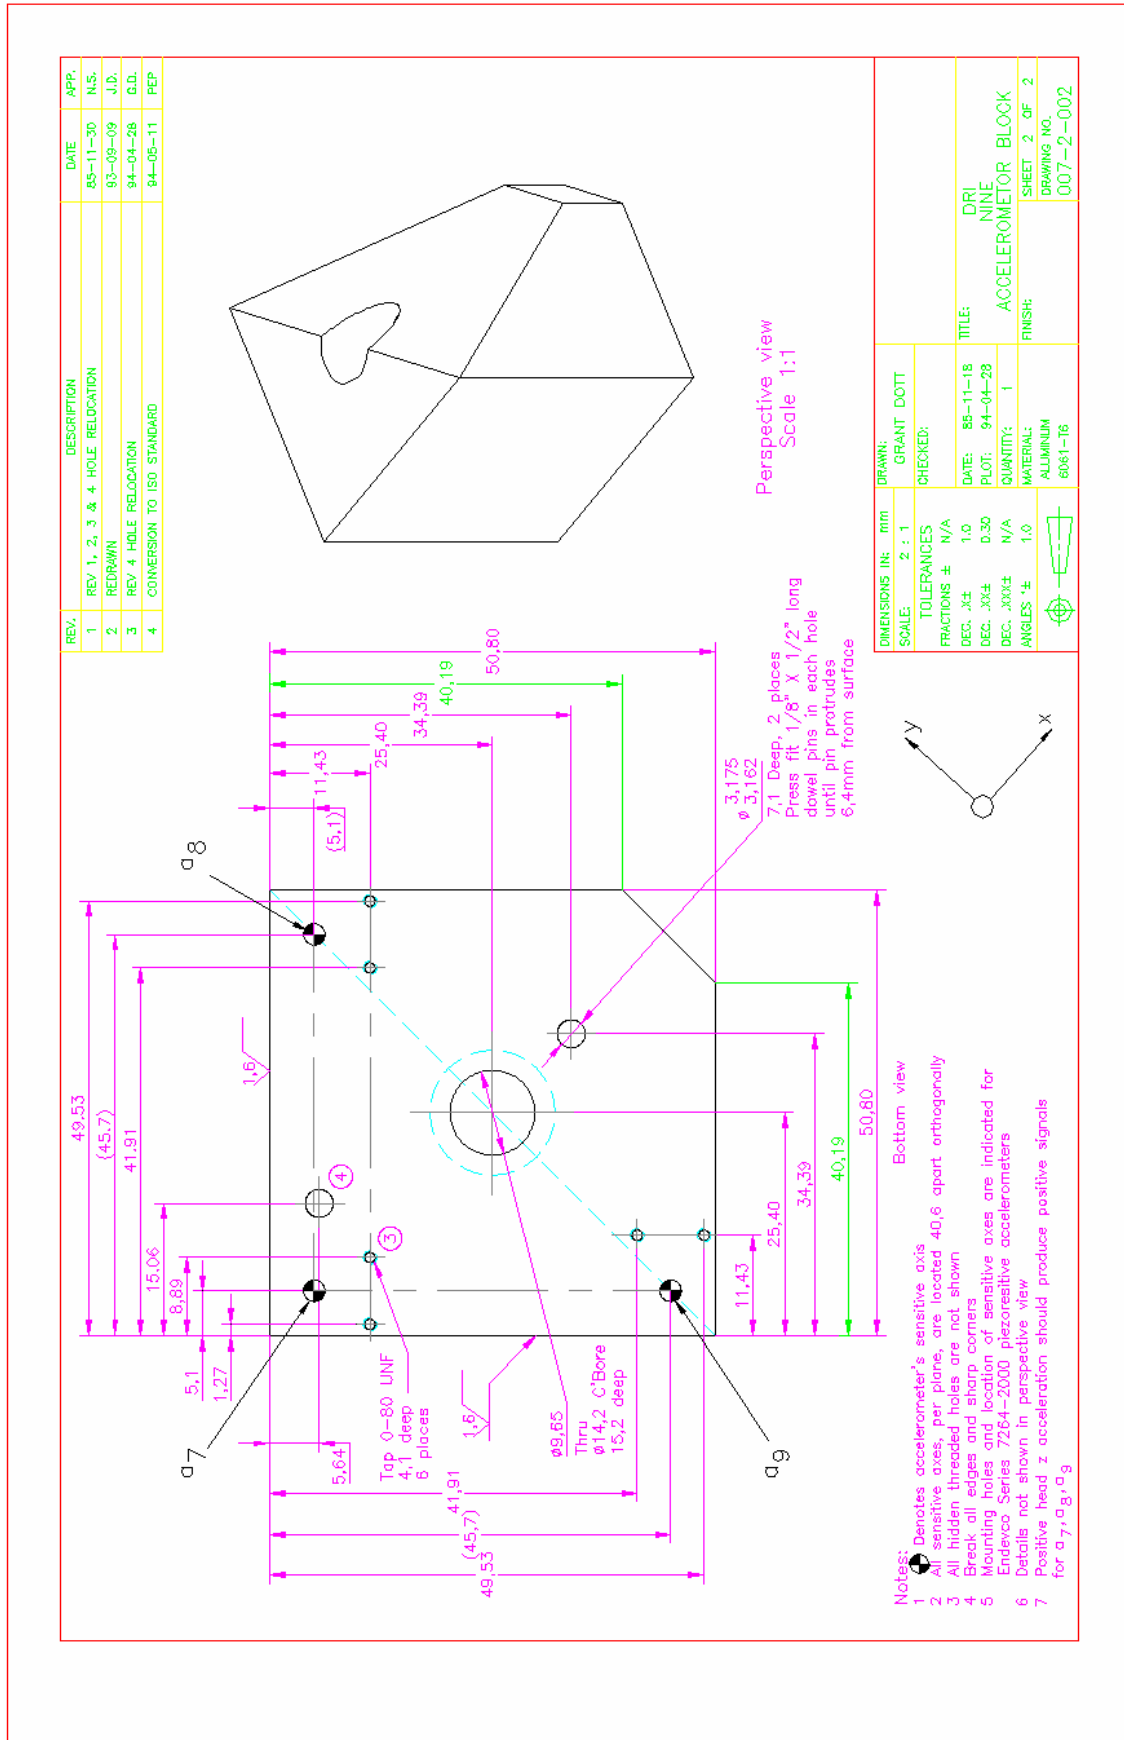 REV. DESCRIPTION DATE APP.
1 REV 1, 2, 3 & 4 HOLE RELOCATION 85-11-30 N.S.
2 REDRAWN 93-09-09 J.D.
3 REV 4 HOLE RELOCATION 94-04-28 G.D.
4 CONVERSION TO ISO STANDARD 94-05-11 PEP
49.53
(45.7)
41.91
15.06
8,89
5,1
1,27
1,6
a7
a8
a9
5,64
(5,1)
11,43
25,40
34,39
40,19
50,80
3
4
Tap 0-80 UNF
4,1 deep
6 places
1,6
ø9,65
Thru
ø14,2 C'Bore
15,2 deep
41,91
(45,7)
49,53
11,43
25,40
34,39
40,19
50,80
ø 3,175
3,162
7,1 Deep, 2 places
Press fit 1/8" X 1/2" long
dowel pins in each hole
until pin protrudes
6,4mm from surface
Perspective view
Scale 1:1
Bottom view
y
x
Notes:
1 Denotes accelerometer's sensitive axis
2 All sensitive axes, per plane, are located 40,6 apart orthogonally
3 All hidden threaded holes are not shown
4 Break all edges and sharp corners
5 Mounting holes and location of sensitive axes are indicated for
Endevco Series 7264-2000 piezoresitive accelerometers
6 Details not shown in perspective view
7 Positive head z acceleration should produce positive signals
for a7, a8, a9
DIMENSIONS IN: mm
SCALE: 2 : 1
TOLERANCES
FRACTIONS ± N/A
DEC. .X± 1.0
DEC. .XX± 0.30
DEC. .XXX± N/A
ANGLES °± 1.0
DRAWN:
GRANT DOTT
CHECKED:
DATE: 85-11-18
PLOT: 94-04-28
QUANTITY: 1
MATERIAL:
ALUMINUM
6061-T6
TITLE:
DRI
NINE
ACCELEROMETOR BLOCK
FINISH:
SHEET 2 OF 2
DRAWING NO.
007-2-002